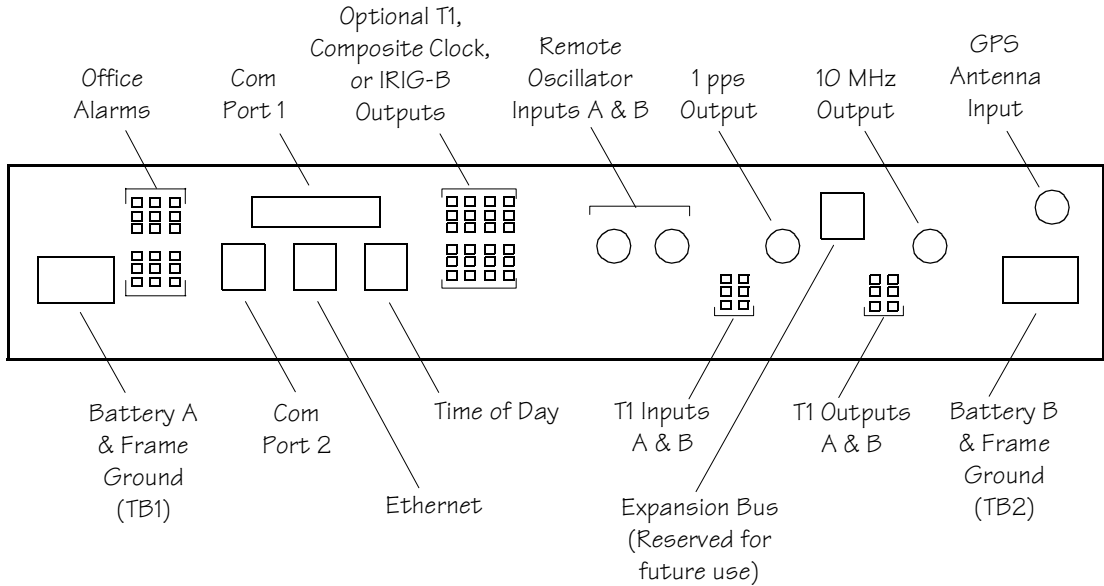 Office
Alarms
Com
Port 1
Optional T1,
Composite Clock,
or IRIG-B
Outputs
Remote
Oscillator
Inputs A & B
1 pps
Output
10 MHz
Output
GPS
Antenna
Input
Battery A
& Frame
Ground
(TB1)
Com
Port 2
Ethernet
Time of Day
T1 Inputs
A & B
Expansion Bus
(Reserved for
future use)
T1 Outputs
A & B
Battery B
& Frame
Ground
(TB2)